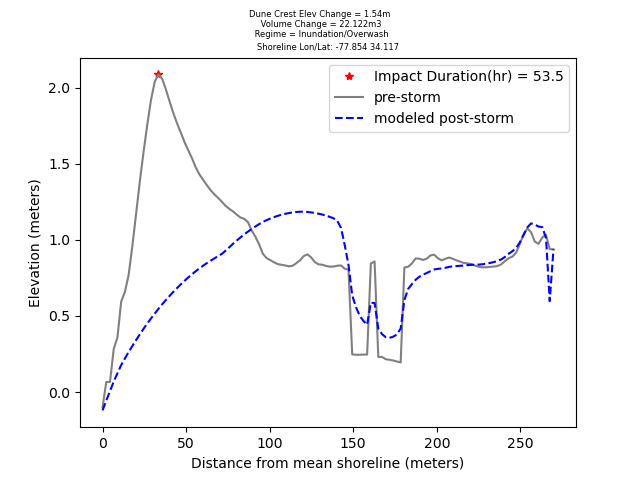 Dune Crest Elev Change = 1.54m
Volume Change = 22.122m3
Regime = Inundation/Overwash
Shoreline Lon/Lat: -77.854 34.117
Impact Duration(hr) = 53.5
pre-storm
modeled post-storm
Elevation (meters)
2.0
1.5
1.0
0.5
0.0
0 50 100 150 200 250
Distance from mean shoreline (meters)